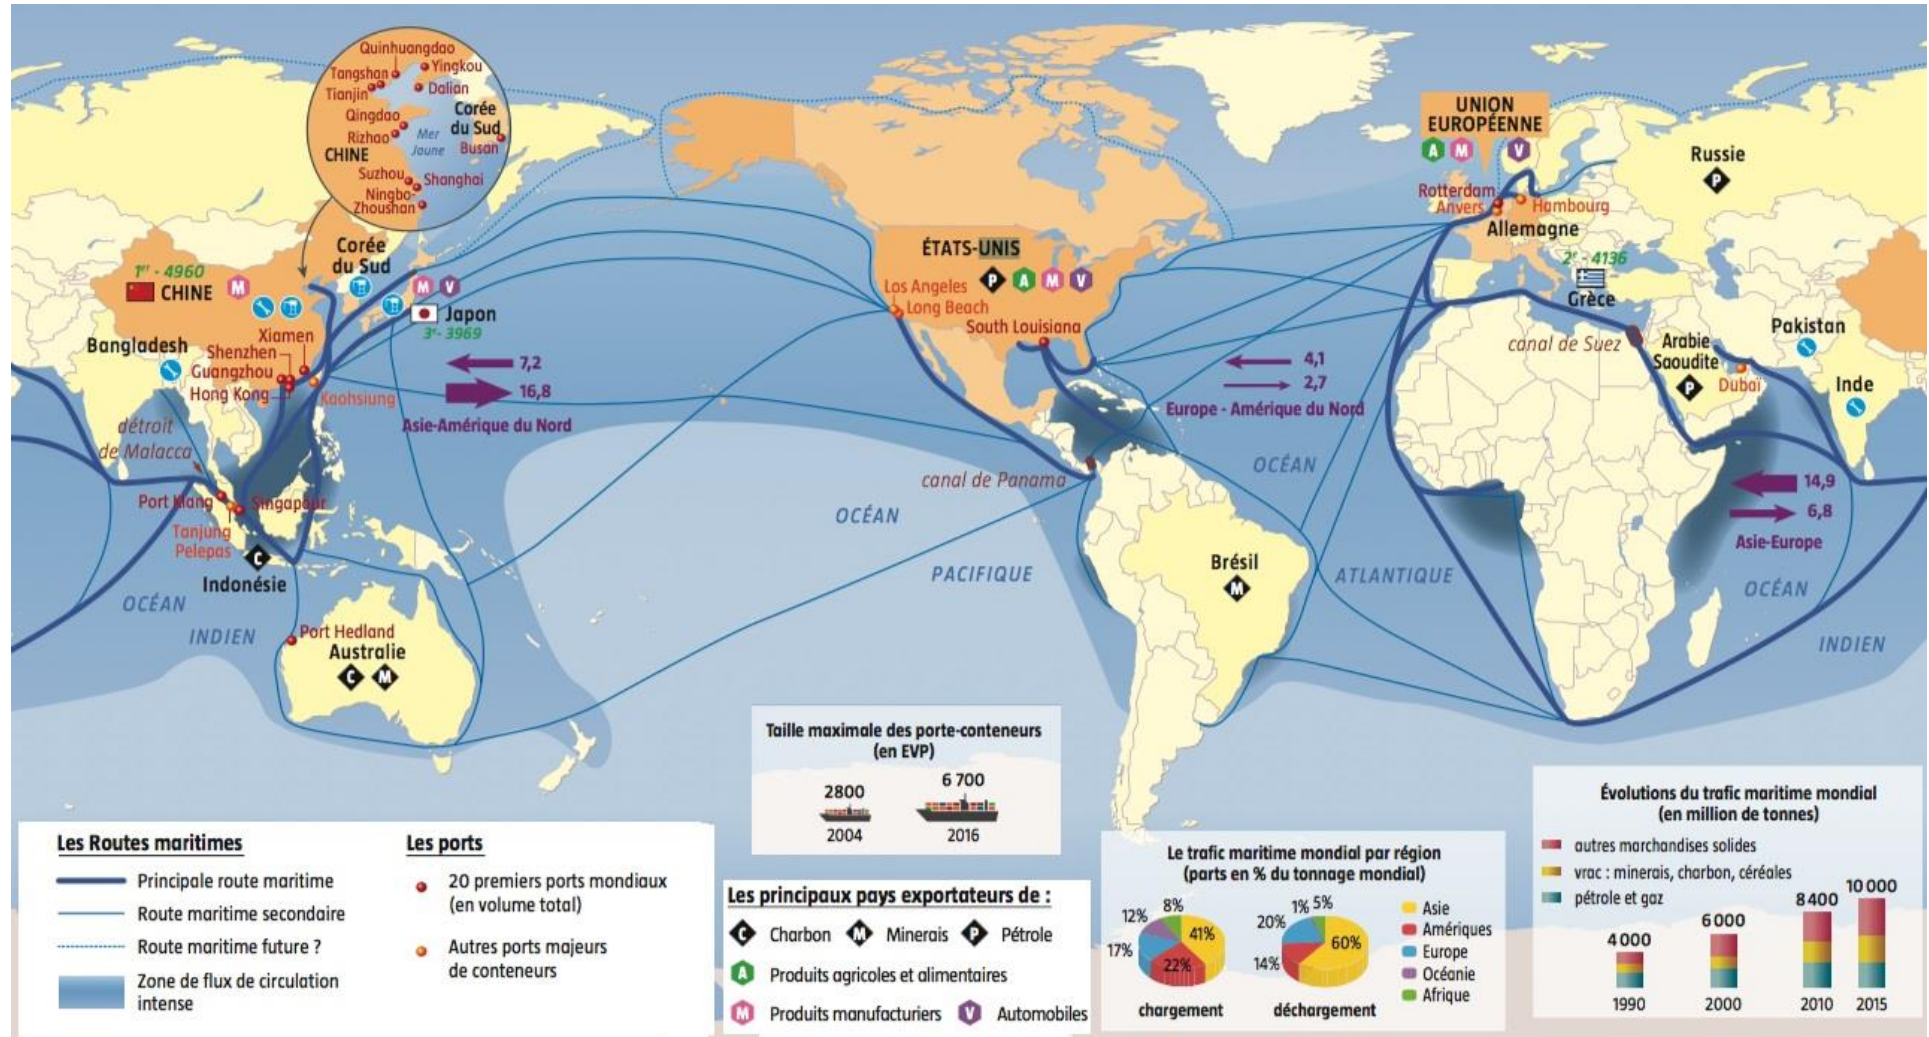 Quinhuangdao
Yingkou
Tangshan
Tianjin
Dalian
Corée
du Sud
Qingdao
Rizhao
Mer
Jaune
Busan
CHINE
Suzhou
Shanghai
Ningbo-
Zhoushan
Corée
du Sud
1er - 4960
CHINE
M
M
V
Japon
3e - 3969
Bangladesh
Xiamen
Shenzhen
Guangzhou
Hong Kong
Kaohsiung
détroit
de Malacca
Port Klang
Singapour
Tanjung
Pelepas
C
Indonésie
OCÉAN
INDIEN
Port Hedland
Australie
C
M
7,2
16,8
Asie-Amérique du Nord
ÉTATS-UNIS
P
A
M
V
Los Angeles
Long Beach
South Louisiana
canal de Panama
OCÉAN
PACIFIQUE
4,1
2,7
Europe - Amérique du Nord
OCÉAN
ATLANTIQUE
Brésil
M
UNION
EUROPÉENNE
A
M
V
Rotterdam
Anvers
Hambourg
Allemagne
Russie
P
2e - 4136
Grèce
canal de Suez
Arabie
Saoudite
P
Dubaï
Pakistan
Inde
14,9
6,8
Asie-Europe
OCÉAN
INDIEN
Les Routes maritimes
Principale route maritime
Route maritime secondaire
Route maritime future ?
Zone de flux de circulation
intense
Les ports
20 premiers ports mondiaux
(en volume total)
Autres ports majeurs
de conteneurs
Taille maximale des porte-conteneurs
(en EVP)
2800
6 700
2004
2016
Les principaux pays exportateurs de :
C
Charbon
M
Minerais
P
Pétrole
A
Produits agricoles et alimentaires
M
Produits manufacturiers
V
Automobiles
Le trafic maritime mondial par région
(parts en % du tonnage mondial)
8%
12%
41%
17%
22%
chargement
1%
5%
20%
60%
14%
déchargement
Asie
Amériques
Europe
Océanie
Afrique
Évolutions du trafic maritime mondial
(en million de tonnes)
autres marchandises solides
vrac : minerais, charbon, céréales
pétrole et gaz
4 000
6 000
8 400
10 000
1990
2000
2010
2015